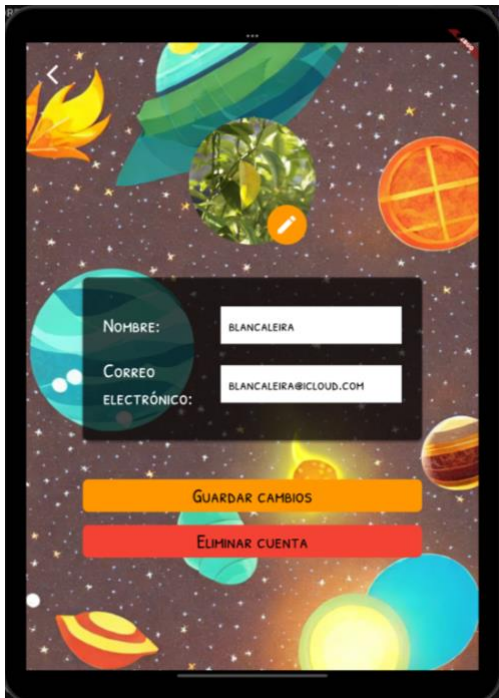 NOMBRE:
BLANCALEIRA
CORREO
ELECTRÓNICO:
BLANCALEIRA@ICLOUD.COM
GUARDAR CAMBIOS
ELIMINAR CUENTA